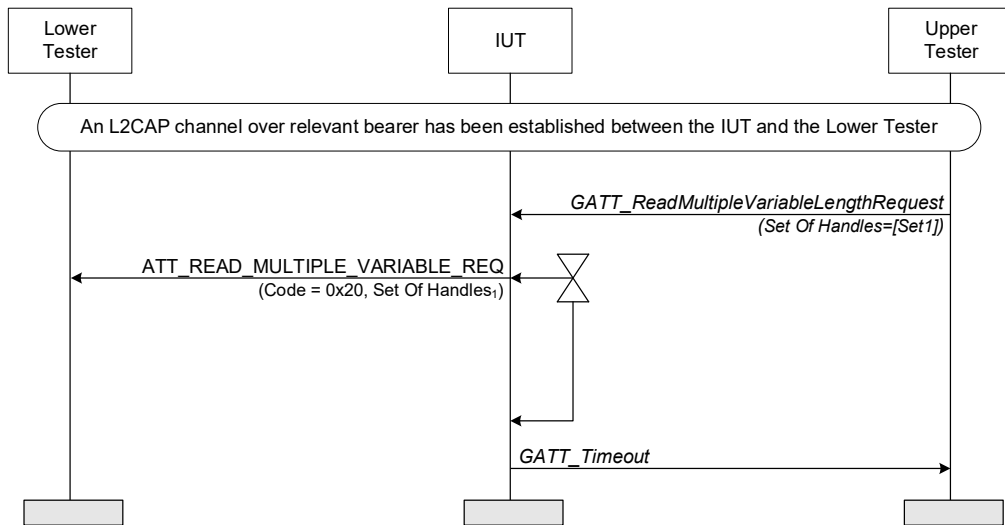 Lower
Tester
IUT
Upper
Tester
An L2CAP channel over relevant bearer has been established between the IUT and the Lower Tester
GATT_ReadMultipleVariableLengthRequest
(Set Of Handles=[Set1])
ATT_READ_MULTIPLE_VARIABLE_REQ
(Code = 0x20, Set Of Handles₁)
GATT_Timeout